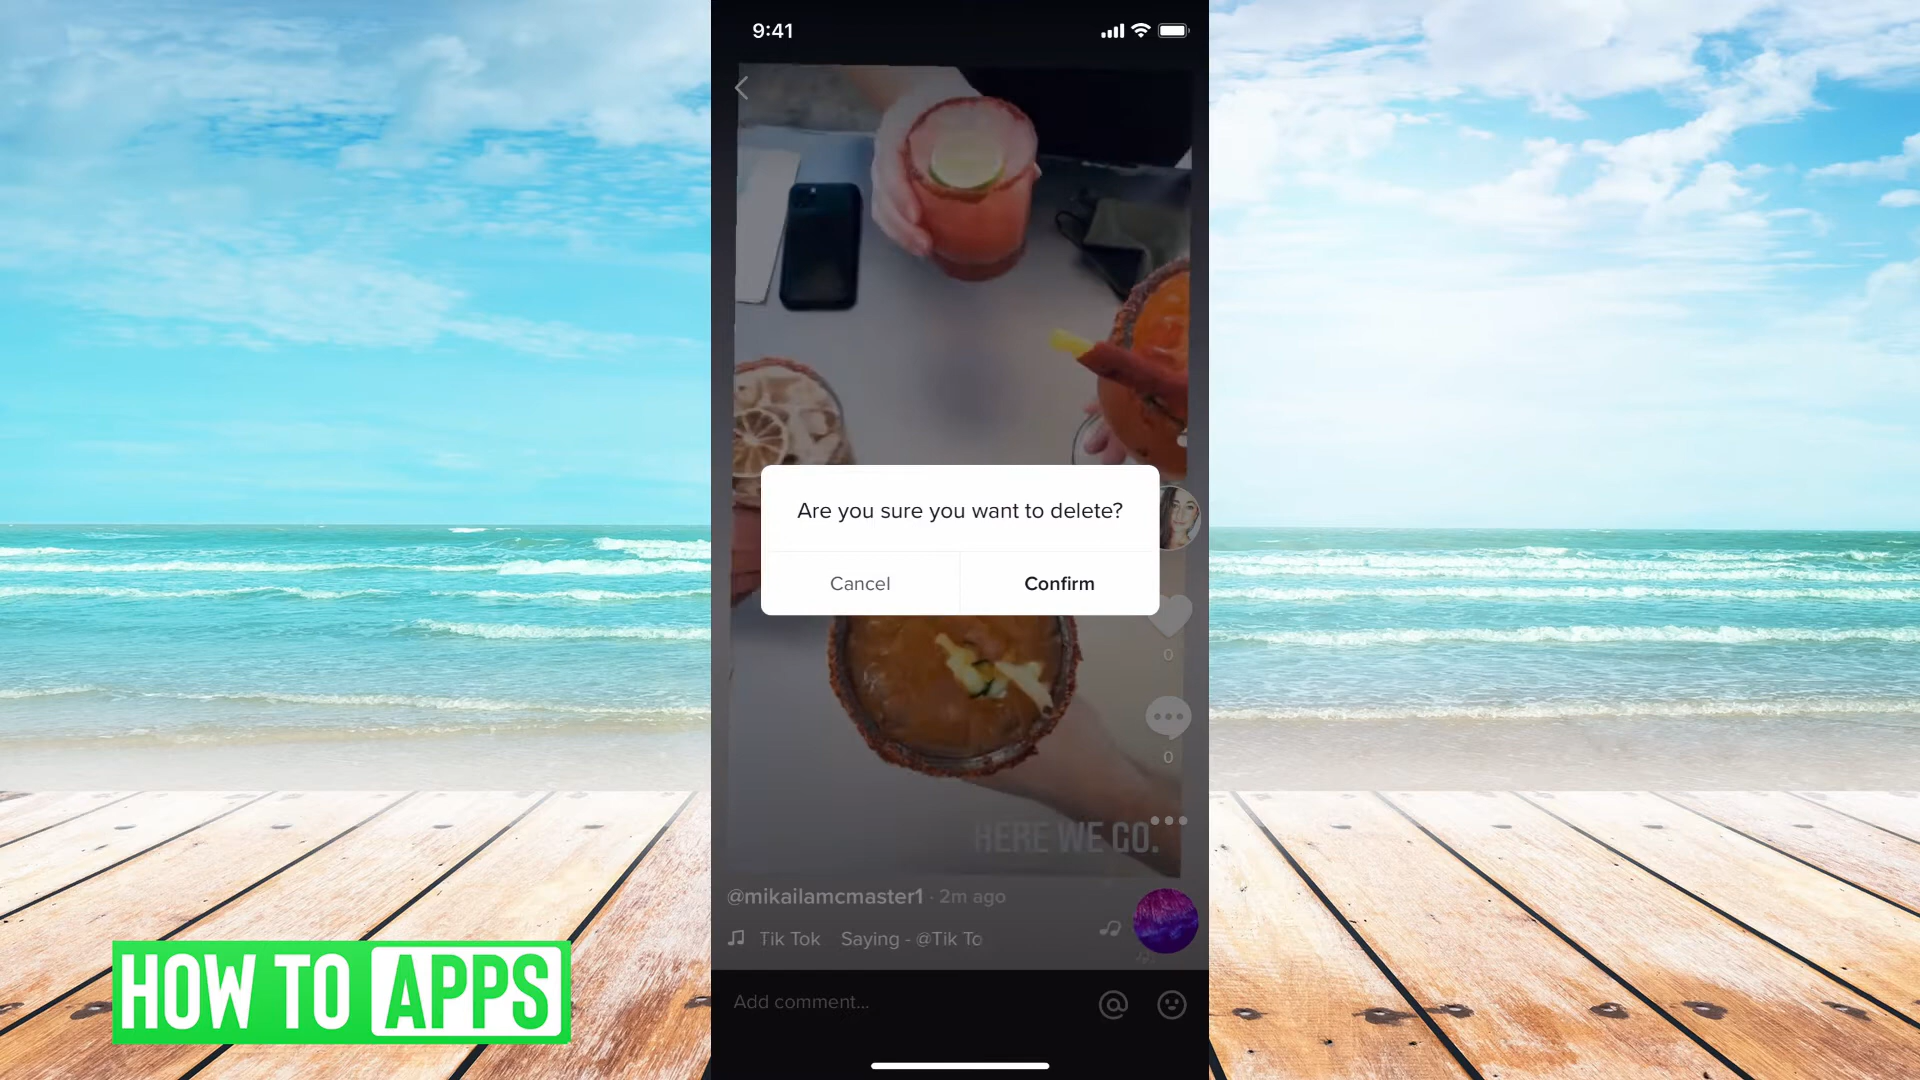 9:41
Are you sure you want to delete?
Cancel
Confirm
0
0
HERE WE GO.
@mikailamcmaster1 · 2m ago
Tik Tok Saying - @Tik To
Add comment...
HOW TO APPS